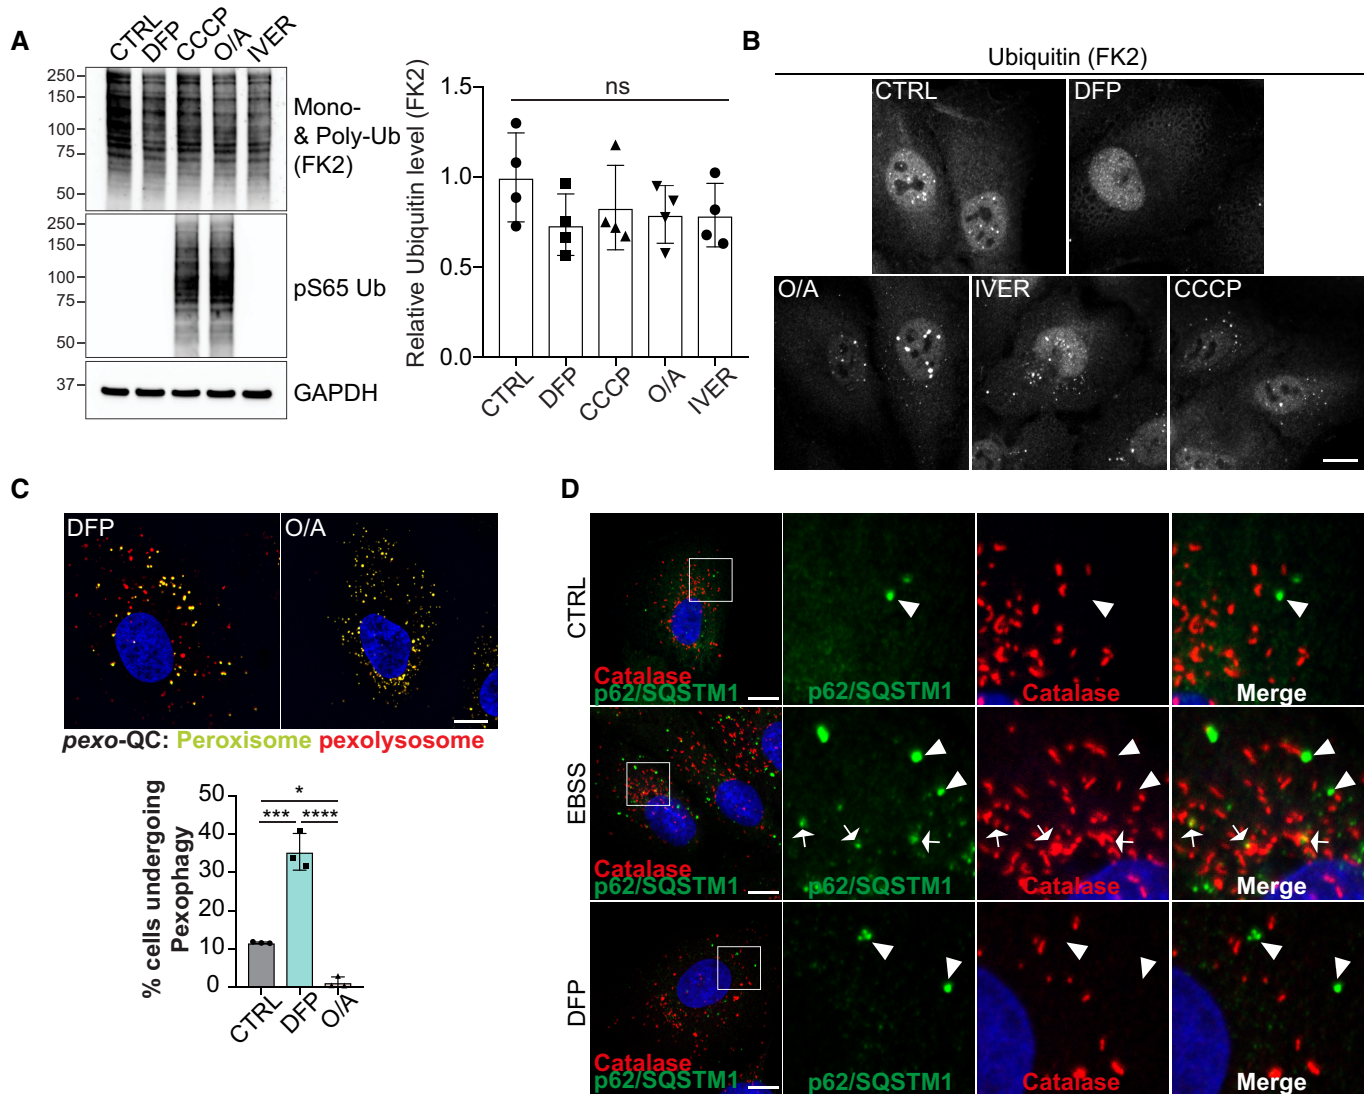 A
CTRL
DFP
CCCP
O/A
IVER
250
150
100
75
50
Mono-
& Poly-Ub
(FK2)
250
150
100
75
50
pS65 Ub
37
GAPDH
Relative Ubiquitin level (FK2)
1.5
1.0
0.5
0.0
ns
CTRL
DFP
CCCP
O/A
IVER
B
Ubiquitin (FK2)
CTRL
DFP
O/A
IVER
CCCP
C
DFP
O/A
pexo-QC: Peroxisome pexolysosome
% cells undergoing
Pexophagy
50
40
30
20
10
0
*
*** ****
CTRL
DFP
O/A
D
CTRL
Catalase
p62/SQSTM1
p62/SQSTM1
Catalase
Merge
EBSS
Catalase
p62/SQSTM1
p62/SQSTM1
Catalase
Merge
DFP
Catalase
p62/SQSTM1
p62/SQSTM1
Catalase
Merge